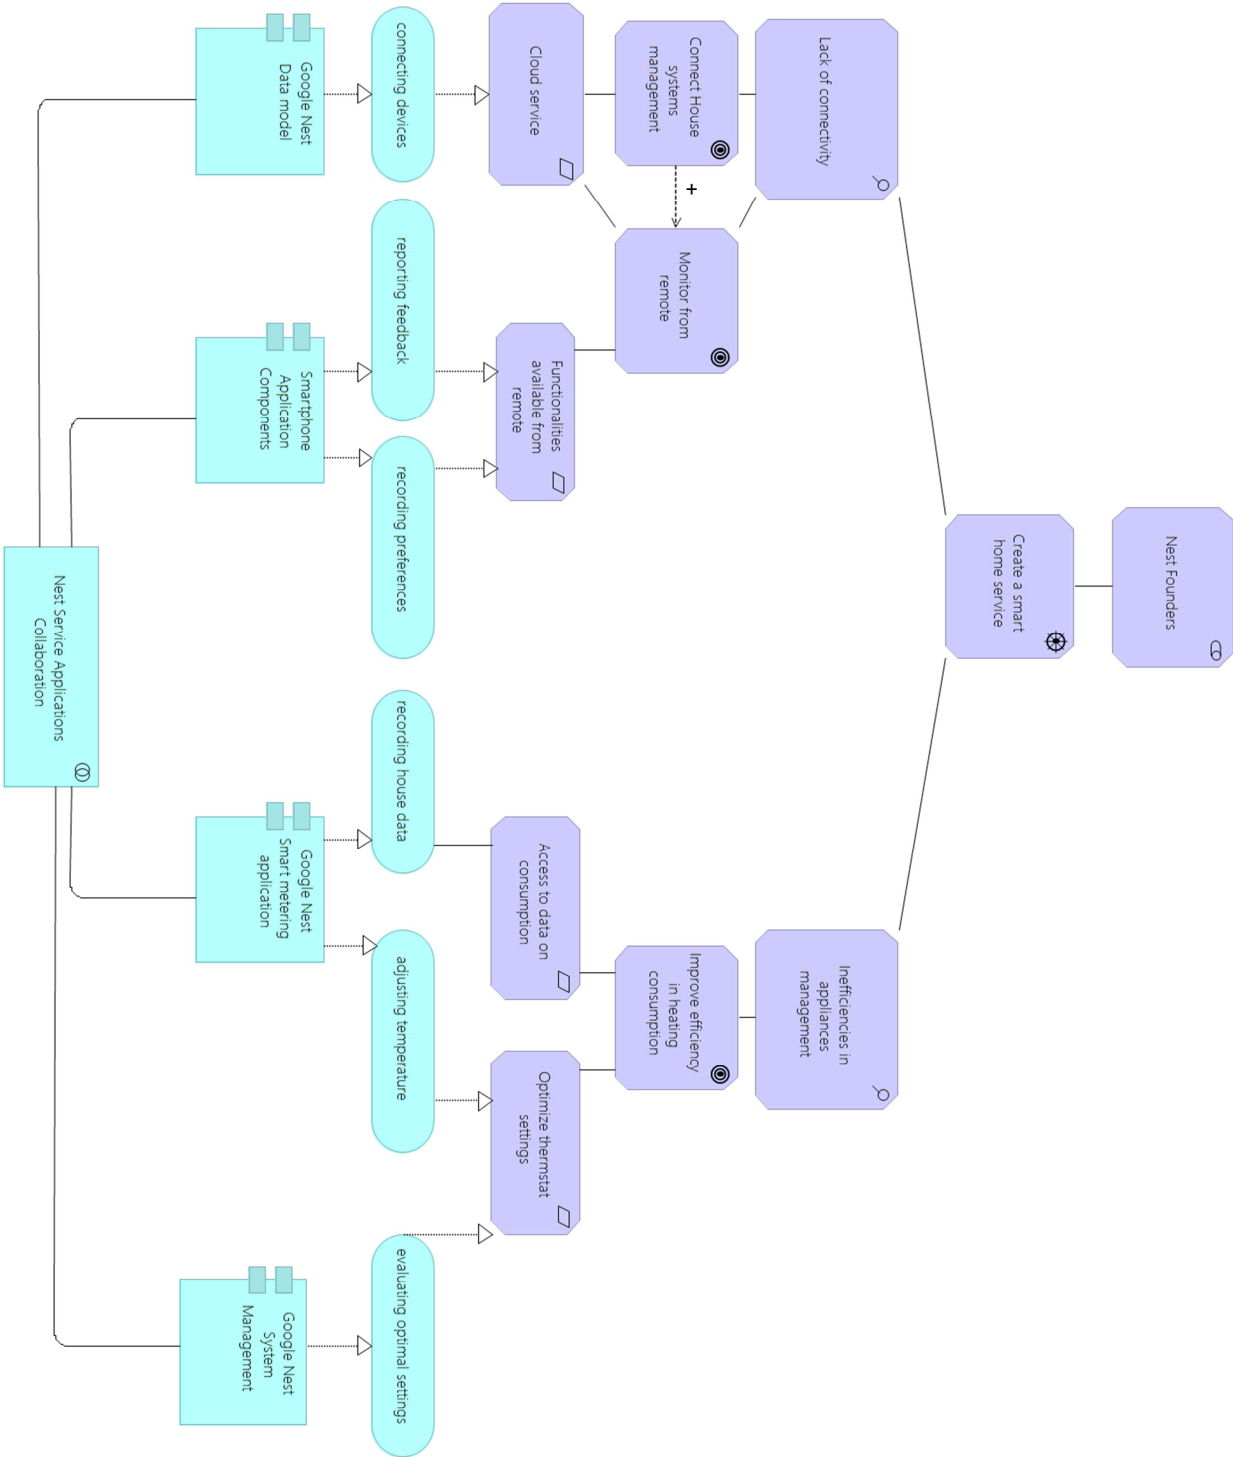 Nest Founders
Create a smart
home service
Lack of connectivity
Inefficiencies in
appliances
management
Connect House
systems
management
+
Monitor from
remote
Improve efficiency
in heating
consumption
Cloud service
Functionalities
available from
remote
Access to data on
consumption
Optimize thermstat
settings
connecting devices
reporting feedback
recording preferences
recording house data
adjusting temperature
evaluating optimal settings
Google Nest
Data model
Smartphone
Application
Components
Google Nest
Smart metering
application
Google Nest
System
Management
Nest Service Applications
Collaboration